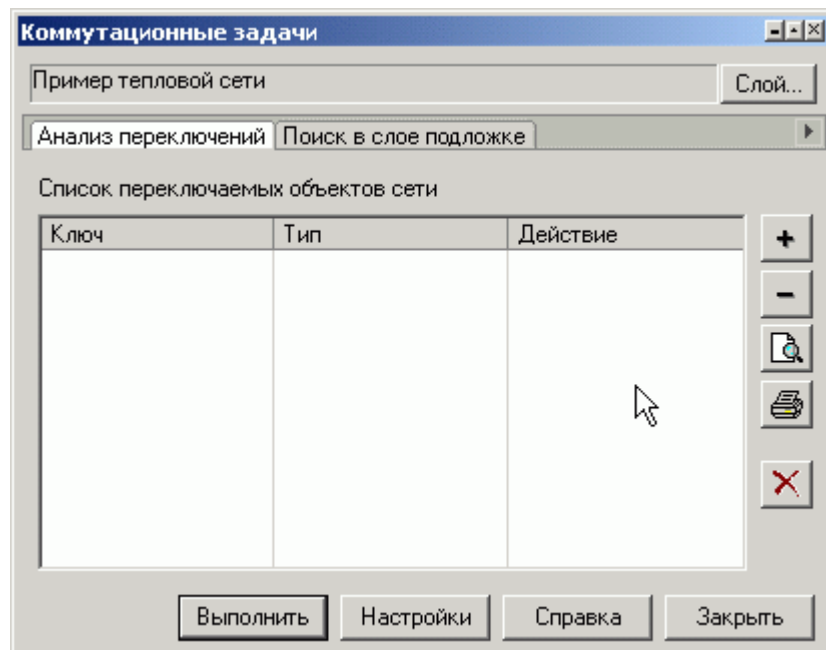 Коммутационные задачи
Пример тепловой сети
Слой...
Анализ переключений Поиск в слое подложке
Список переключаемых объектов сети
Ключ Тип Действие
+
-
Выполнить Настройки Справка Закрыть